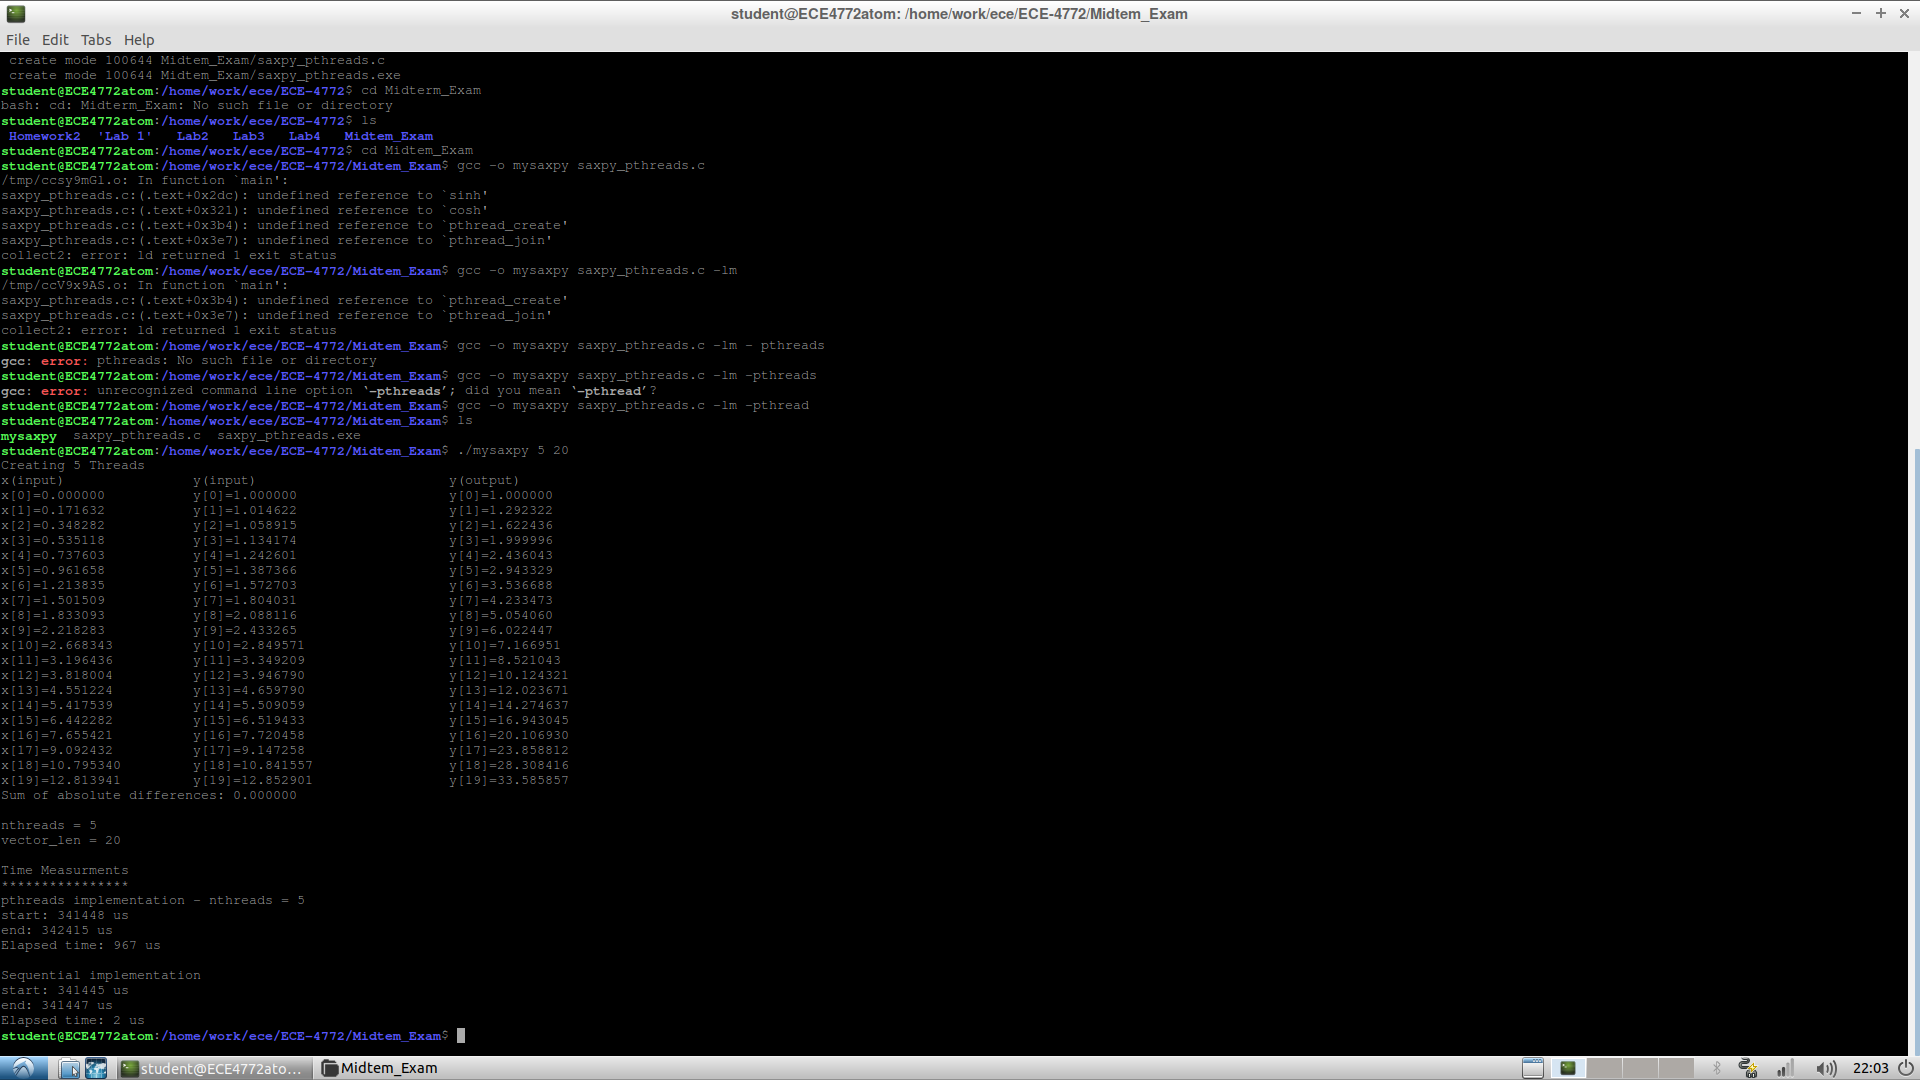 student@ECE4772atom: /home/work/ece/ECE-4772/Midtem_Exam
File Edit Tabs Help
create mode 100644 Midtem_Exam/saxpy_pthreads.c
create mode 100644 Midtem_Exam/saxpy_pthreads.exe
student@ECE4772atom:/home/work/ece/ECE-4772$ cd Midterm_Exam
bash: cd: Midterm_Exam: No such file or directory
student@ECE4772atom:/home/work/ece/ECE-4772$ ls
Homework2 'Lab 1' Lab2 Lab3 Lab4 Midtem_Exam
student@ECE4772atom:/home/work/ece/ECE-4772$ cd Midtem_Exam
student@ECE4772atom:/home/work/ece/ECE-4772/Midtem_Exam$ gcc -o mysaxpy saxpy_pthreads.c
/tmp/ccsy9mGl.o: In function `main':
saxpy_pthreads.c:(.text+0x2dc): undefined reference to `sinh'
saxpy_pthreads.c:(.text+0x321): undefined reference to `cosh'
saxpy_pthreads.c:(.text+0x3b4): undefined reference to `pthread_create'
saxpy_pthreads.c:(.text+0x3e7): undefined reference to `pthread_join'
collect2: error: ld returned 1 exit status
student@ECE4772atom:/home/work/ece/ECE-4772/Midtem_Exam$ gcc -o mysaxpy saxpy_pthreads.c -lm
/tmp/ccV9x9AS.o: In function `main':
saxpy_pthreads.c:(.text+0x3b4): undefined reference to `pthread_create'
saxpy_pthreads.c:(.text+0x3e7): undefined reference to `pthread_join'
collect2: error: ld returned 1 exit status
student@ECE4772atom:/home/work/ece/ECE-4772/Midtem_Exam$ gcc -o mysaxpy saxpy_pthreads.c -lm - pthreads
gcc: error: pthreads: No such file or directory
student@ECE4772atom:/home/work/ece/ECE-4772/Midtem_Exam$ gcc -o mysaxpy saxpy_pthreads.c -lm -pthreads
gcc: error: unrecognized command line option ‘-pthreads’; did you mean ‘-pthread’?
student@ECE4772atom:/home/work/ece/ECE-4772/Midtem_Exam$ gcc -o mysaxpy saxpy_pthreads.c -lm -pthread
student@ECE4772atom:/home/work/ece/ECE-4772/Midtem_Exam$ ls
mysaxpy saxpy_pthreads.c saxpy_pthreads.exe
student@ECE4772atom:/home/work/ece/ECE-4772/Midtem_Exam$ ./mysaxpy 5 20
Creating 5 Threads
x(input) y(input) y(output)
x[0]=0.000000 y[0]=1.000000 y[0]=1.000000
x[1]=0.171632 y[1]=1.014622 y[1]=1.292322
x[2]=0.348282 y[2]=1.058915 y[2]=1.622436
x[3]=0.535118 y[3]=1.134174 y[3]=1.999996
x[4]=0.737603 y[4]=1.242601 y[4]=2.436043
x[5]=0.961658 y[5]=1.387366 y[5]=2.943329
x[6]=1.213835 y[6]=1.572703 y[6]=3.536688
x[7]=1.501509 y[7]=1.804031 y[7]=4.233473
x[8]=1.833093 y[8]=2.088116 y[8]=5.054060
x[9]=2.218283 y[9]=2.433265 y[9]=6.022447
x[10]=2.668343 y[10]=2.849571 y[10]=7.166951
x[11]=3.196436 y[11]=3.349209 y[11]=8.521043
x[12]=3.818004 y[12]=3.946790 y[12]=10.124321
x[13]=4.551224 y[13]=4.659790 y[13]=12.023671
x[14]=5.417539 y[14]=5.509059 y[14]=14.274637
x[15]=6.442282 y[15]=6.519433 y[15]=16.943045
x[16]=7.655421 y[16]=7.720458 y[16]=20.106930
x[17]=9.092432 y[17]=9.147258 y[17]=23.858812
x[18]=10.795340 y[18]=10.841557 y[18]=28.308416
x[19]=12.813941 y[19]=12.852901 y[19]=33.585857
Sum of absolute differences: 0.000000
nthreads = 5
vector_len = 20
Time Measurments
****************
pthreads implementation - nthreads = 5
start: 341448 us
end: 342415 us
Elapsed time: 967 us
Sequential implementation
start: 341445 us
end: 341447 us
Elapsed time: 2 us
student@ECE4772atom:/home/work/ece/ECE-4772/Midtem_Exam$
student@ECE4772ato... Midtem_Exam 22:03